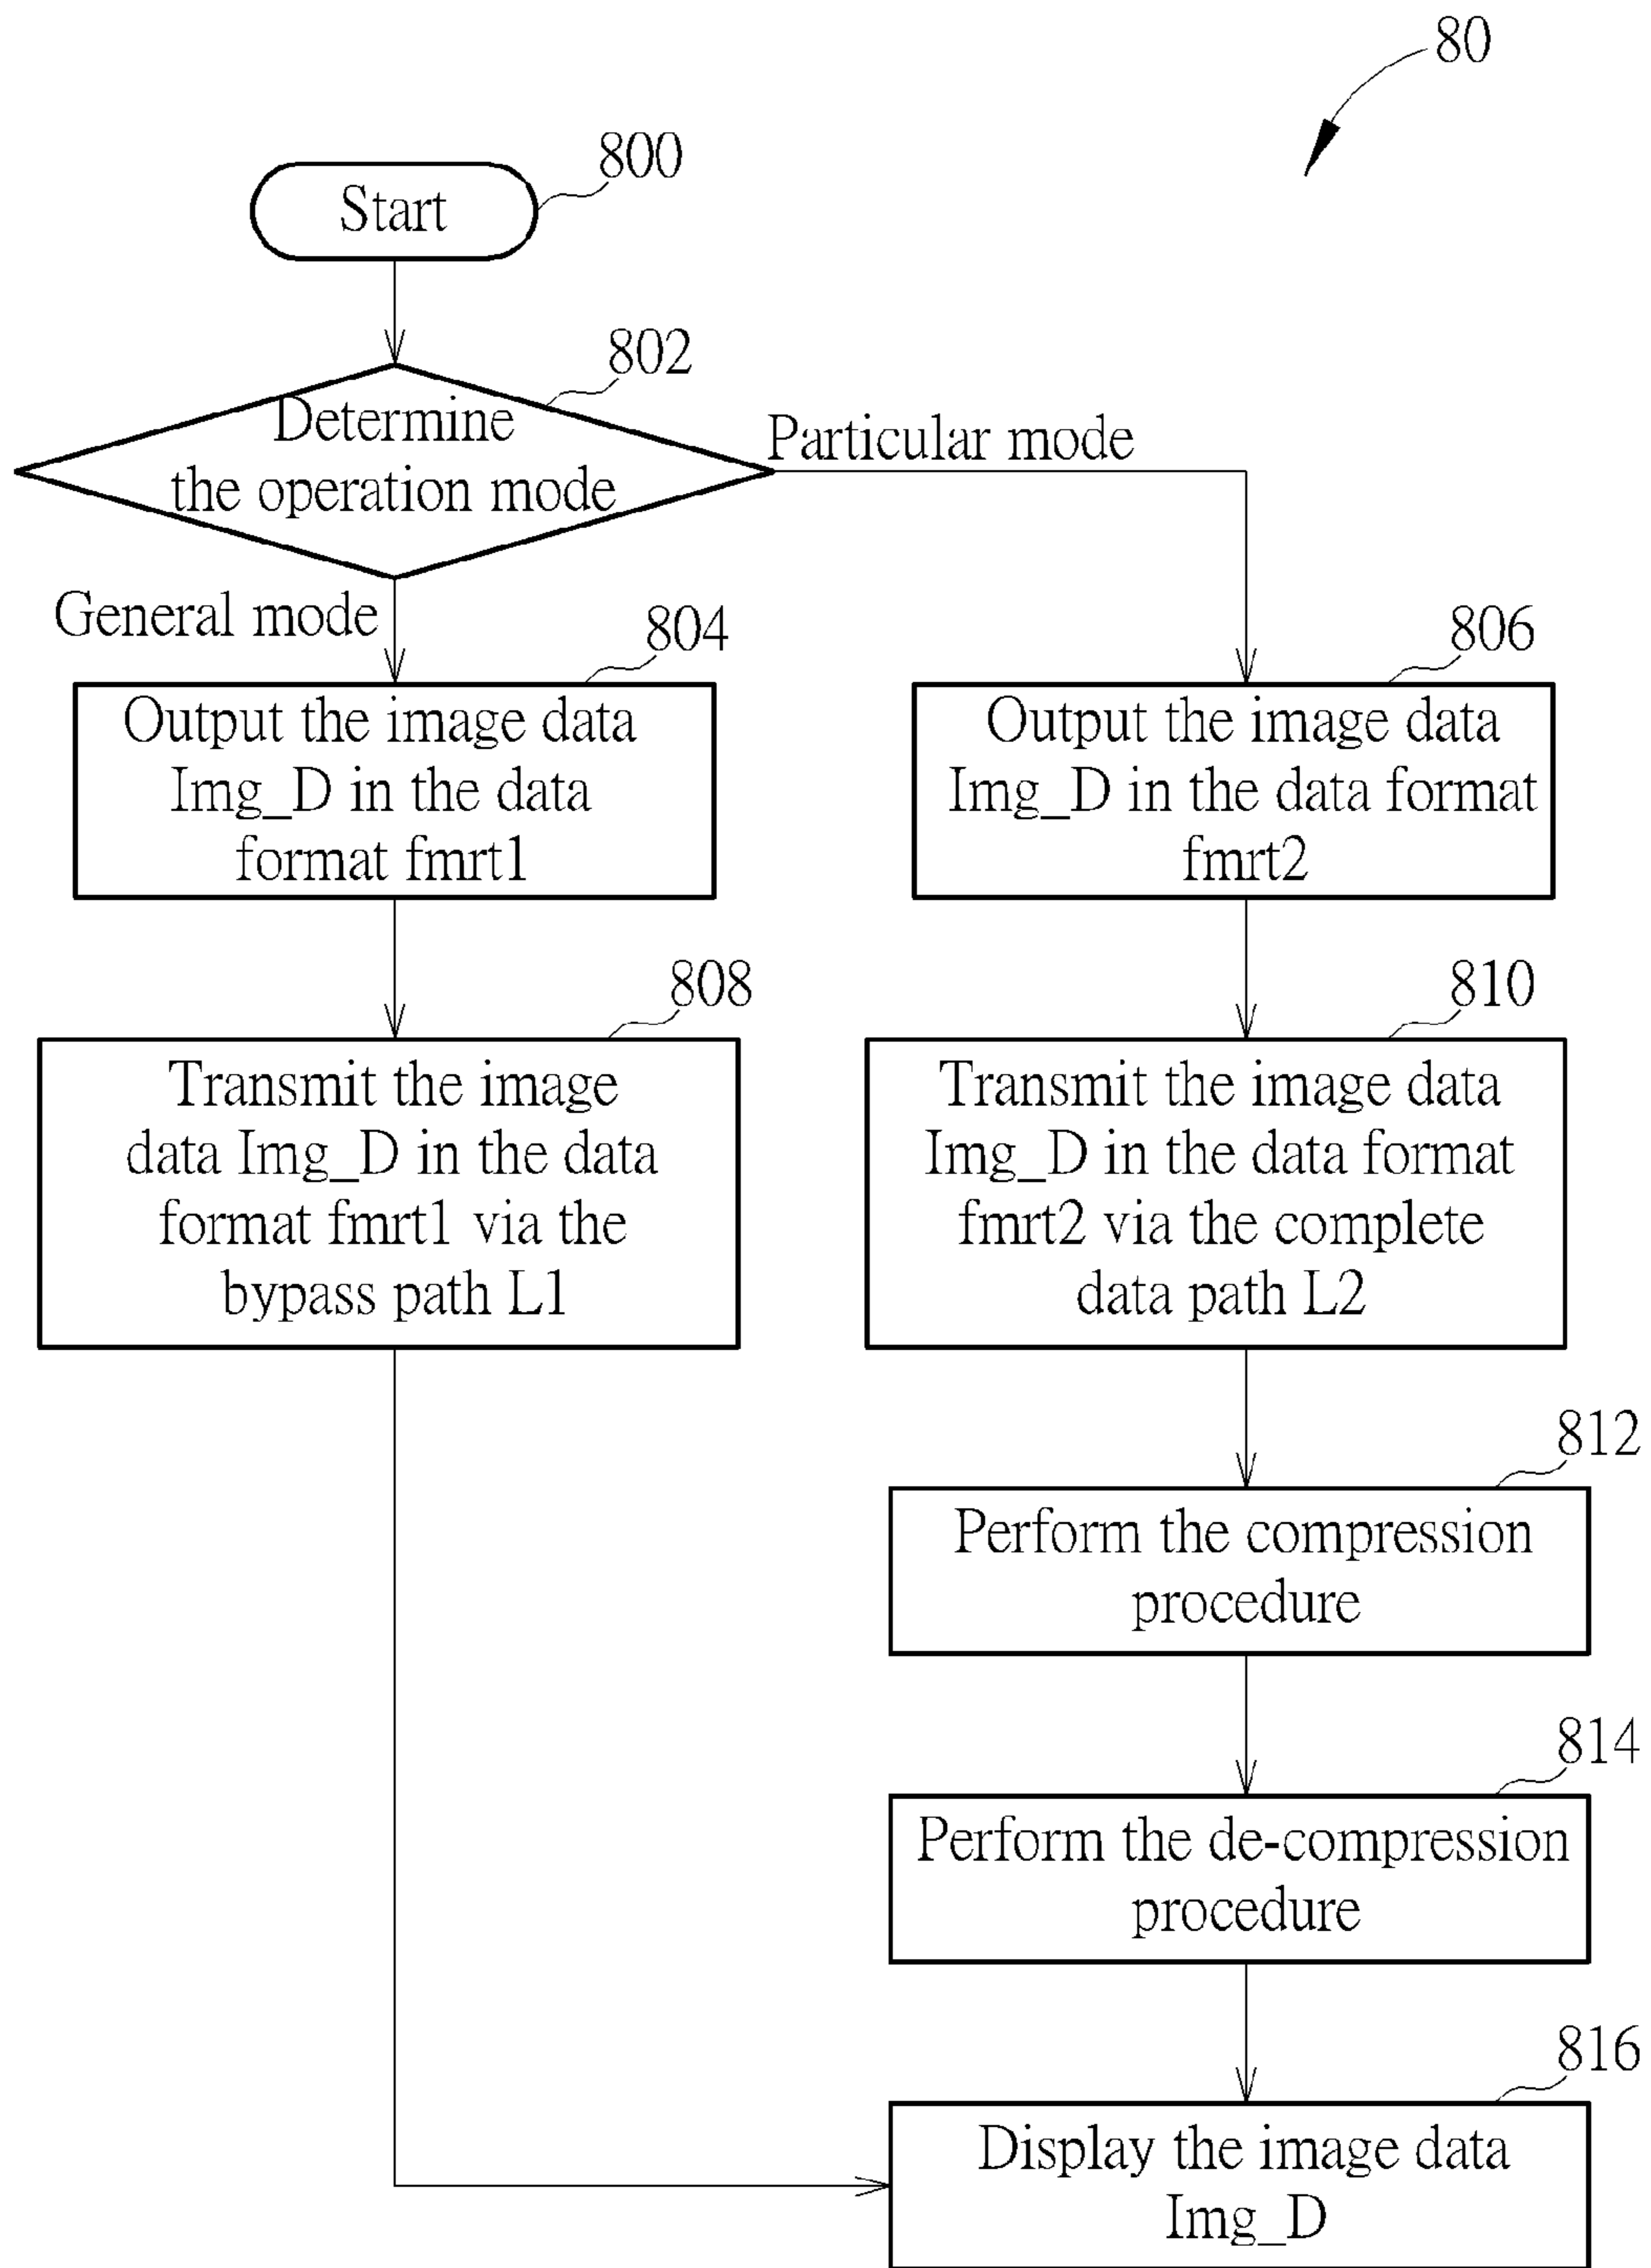 80
Start
800
802
Determine
the operation mode
Particular mode
General mode
804
Output the image data
Img_D in the data
format fmrt1
806
Output the image data
Img_D in the data format
fmrt2
808
Transmit the image
data Img_D in the data
format fmrt1 via the
bypass path L1
810
Transmit the image data
Img_D in the data format
fmrt2 via the complete
data path L2
812
Perform the compression
procedure
814
Perform the de-compression
procedure
816
Display the image data
Img_D